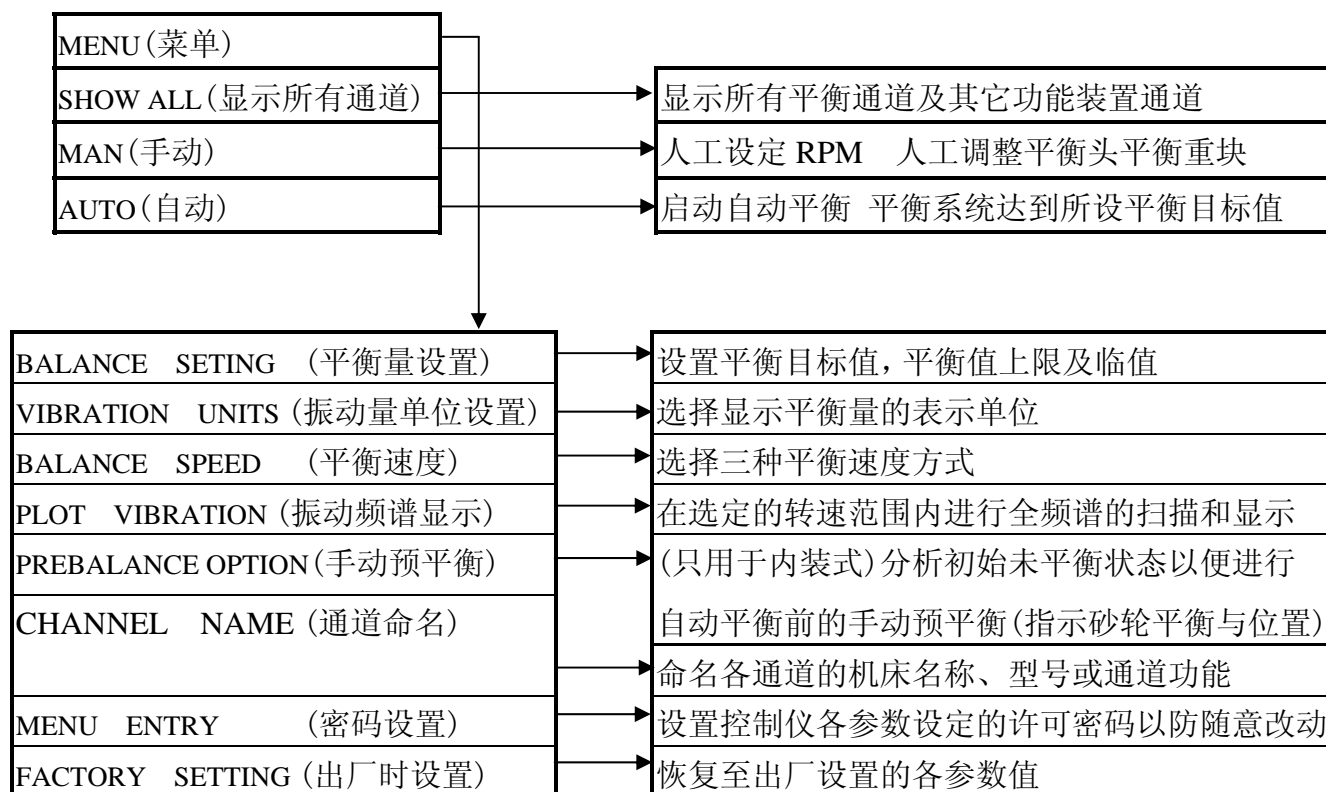 MENU(菜单)
SHOW ALL(显示所有通道) 显示所有平衡通道及其它功能装置通道
MAN(手动) 人工设定 RPM 人工调整平衡头平衡重块
AUTO(自动) 启动自动平衡 平衡系统达到所设平衡目标值
BALANCE SETING (平衡量设置) 设置平衡目标值,平衡值上限及临值
VIBRATION UNITS (振动量单位设置) 选择显示平衡量的表示单位
BALANCE SPEED (平衡速度) 选择三种平衡速度方式
PLOT VIBRATION (振动频谱显示) 在选定的转速范围内进行全频谱的扫描和显示
PREBALANCE OPTION(手动预平衡) (只用于内装式)分析初始未平衡状态以便进行
CHANNEL NAME (通道命名) 自动平衡前的手动预平衡(指示砂轮平衡与位置)
命名各通道的机床名称、型号或通道功能
MENU ENTRY (密码设置) 设置控制仪各参数设定的许可密码以防随意改动
FACTORY SETTING (出厂时设置) 恢复至出厂设置的各参数值